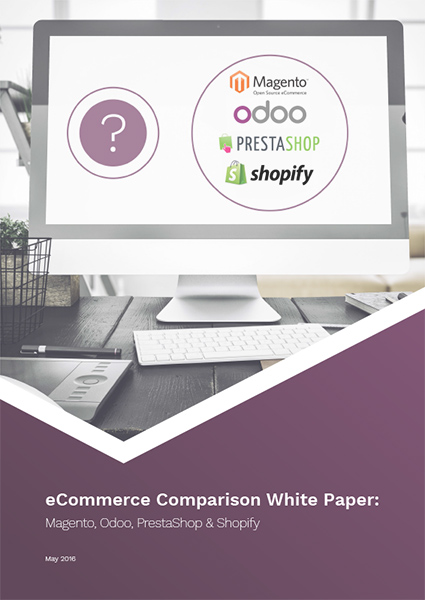 ?
Magento
Open Source eCommerce
odoo
PRESTASHOP
shopify
eCommerce Comparison White Paper:
Magento, Odoo, PrestaShop & Shopify
May 2016